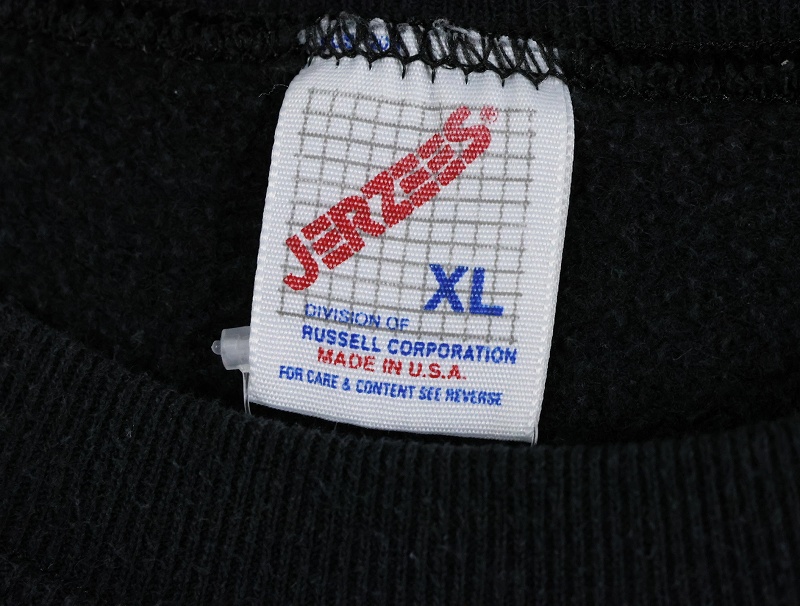 JERZEES®
XL
DIVISION OF
RUSSELL CORPORATION
MADE IN U.S.A.
FOR CARE & CONTENT SEE REVERSE